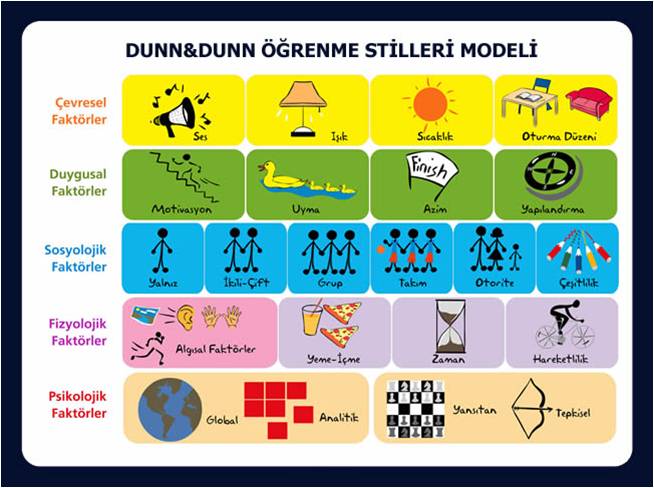 DUNN&DUNN ÖĞRENME STİLLERİ MODELİ
Çevresel
Faktörler
Ses
Işık
Sıcaklık
Oturma Düzeni
Duygusal
Faktörler
Motivasyon
Uyma
Finish
Azim
Yapılandırma
Sosyolojik
Faktörler
Yalnız
İkili-Çift
Grup
Takım
Otorite
Çeşitlilik
Fizyolojik
Faktörler
Algısal Faktörler
Yeme-İçme
Zaman
Hareketlilik
Psikolojik
Faktörler
Global
Analitik
Yansıtan
Tepkisel